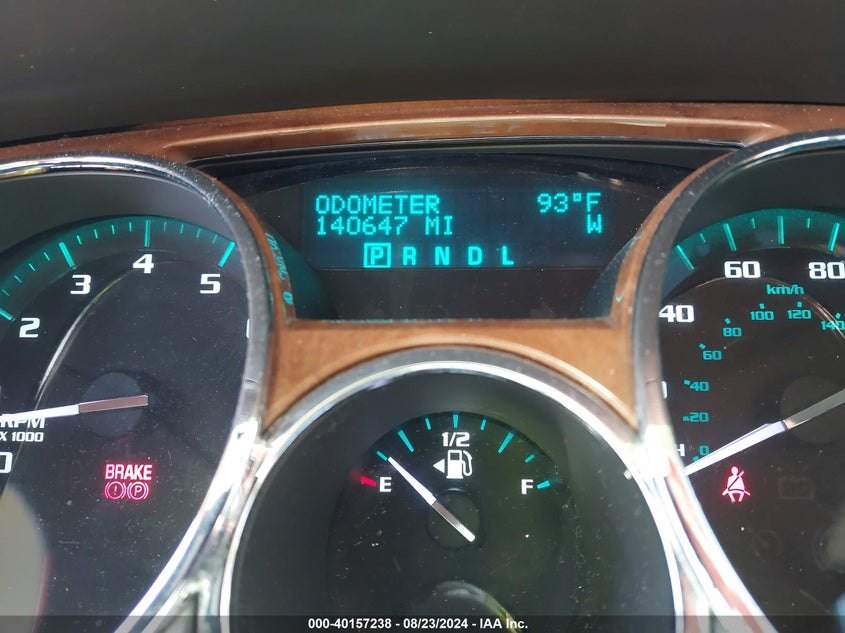 ODOMETER 93°F
140647 MI W
P R N D L
2 3 4 5
RPM
X 1000
0
BRAKE
! P
1/2
E F
40 60 80
km/h
0 20 40 60 80 100 120 140
H
000-40157238 - 08/23/2024 - IAA Inc.